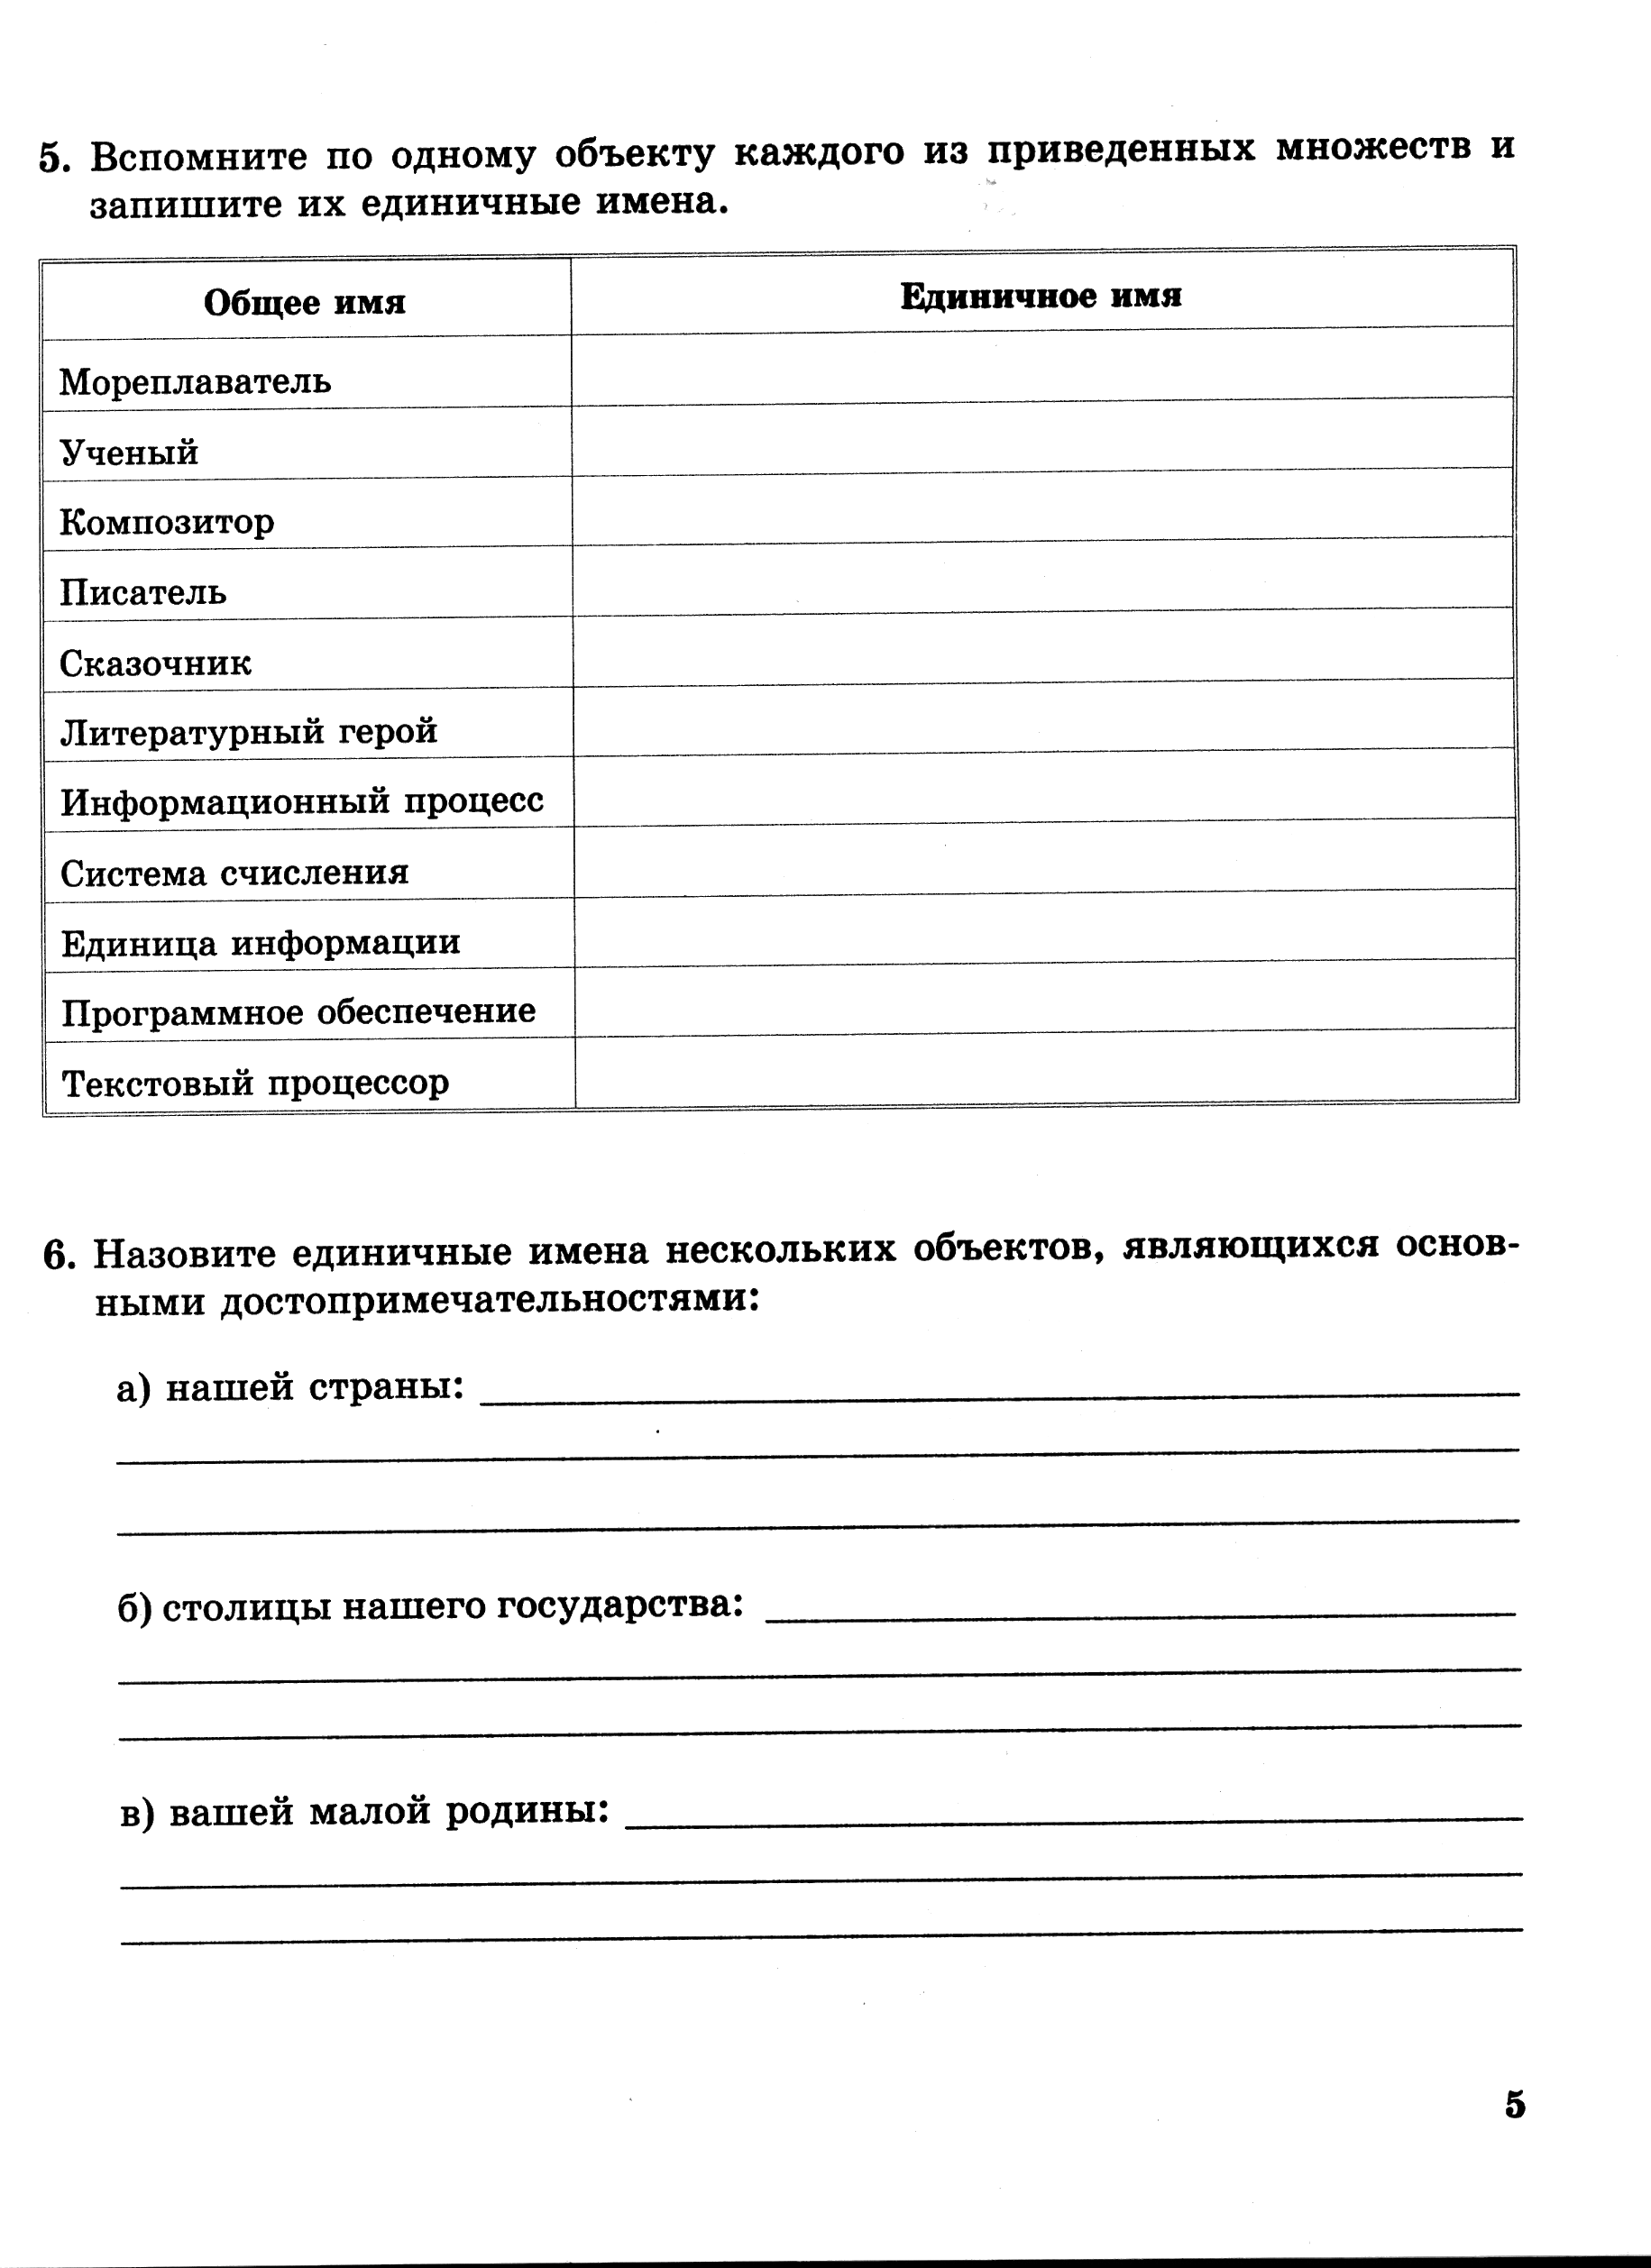 5. Вспомните по одному объекту каждого из приведенных множеств и
запишите их единичные имена.
Общее имя Единичное имя
Мореплаватель
Ученый
Композитор
Писатель
Сказочник
Литературный герой
Информационный процесс
Система счисления
Единица информации
Программное обеспечение
Текстовый процессор
6. Назовите единичные имена нескольких объектов, являющихся основ-
ными достопримечательностями:
а) нашей страны:
б) столицы нашего государства:
в) вашей малой родины:
5